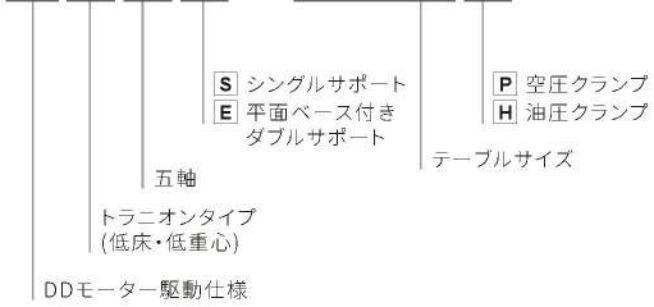 S シングルサポート
E 平面ベース付き
ダブルサポート
P 空圧クランプ
H 油圧クランプ
テーブルサイズ
五軸
トラニオンタイプ
(低床・低重心)
DDモーター駆動仕様